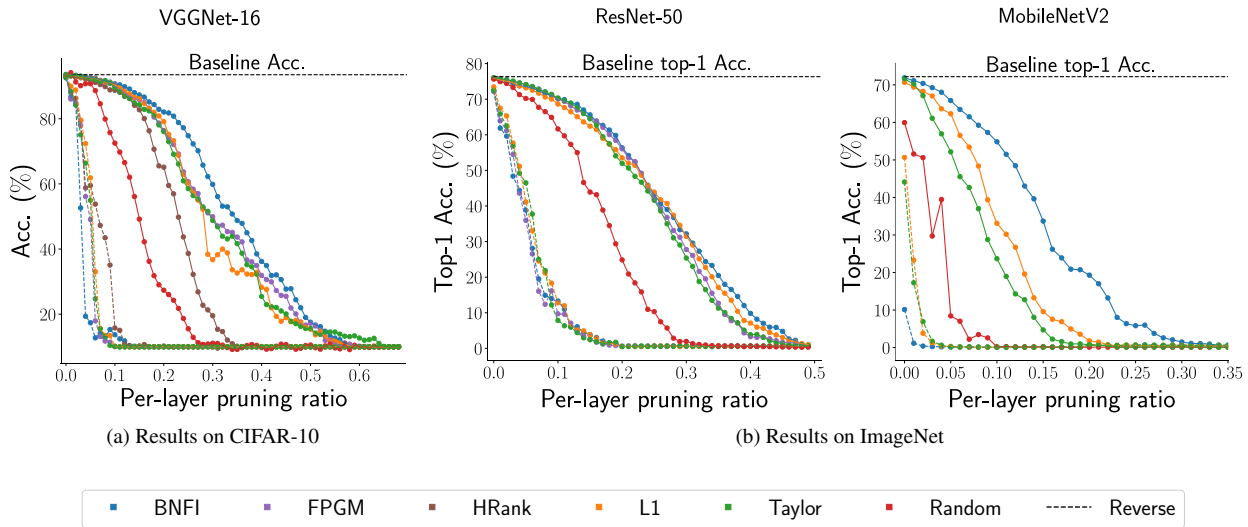 VGGNet-16
ResNet-50
MobileNetV2
Baseline Acc.
Acc. (%)
80
60
40
20
0.0 0.1 0.2 0.3 0.4 0.5 0.6
Per-layer pruning ratio
Baseline top-1 Acc.
Top-1 Acc. (%)
80
70
60
50
40
30
20
10
0
0.0 0.1 0.2 0.3 0.4 0.5
Per-layer pruning ratio
Baseline top-1 Acc.
Top-1 Acc. (%)
70
60
50
40
30
20
10
0
0.00 0.05 0.10 0.15 0.20 0.25 0.30 0.35
Per-layer pruning ratio
(a) Results on CIFAR-10
(b) Results on ImageNet
BNFI FPGM HRank L1 Taylor Random Reverse